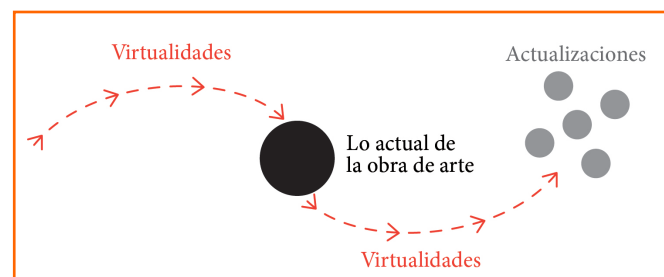 Virtualidades
Actualizaciones
Lo actual de
la obra de arte
Virtualidades